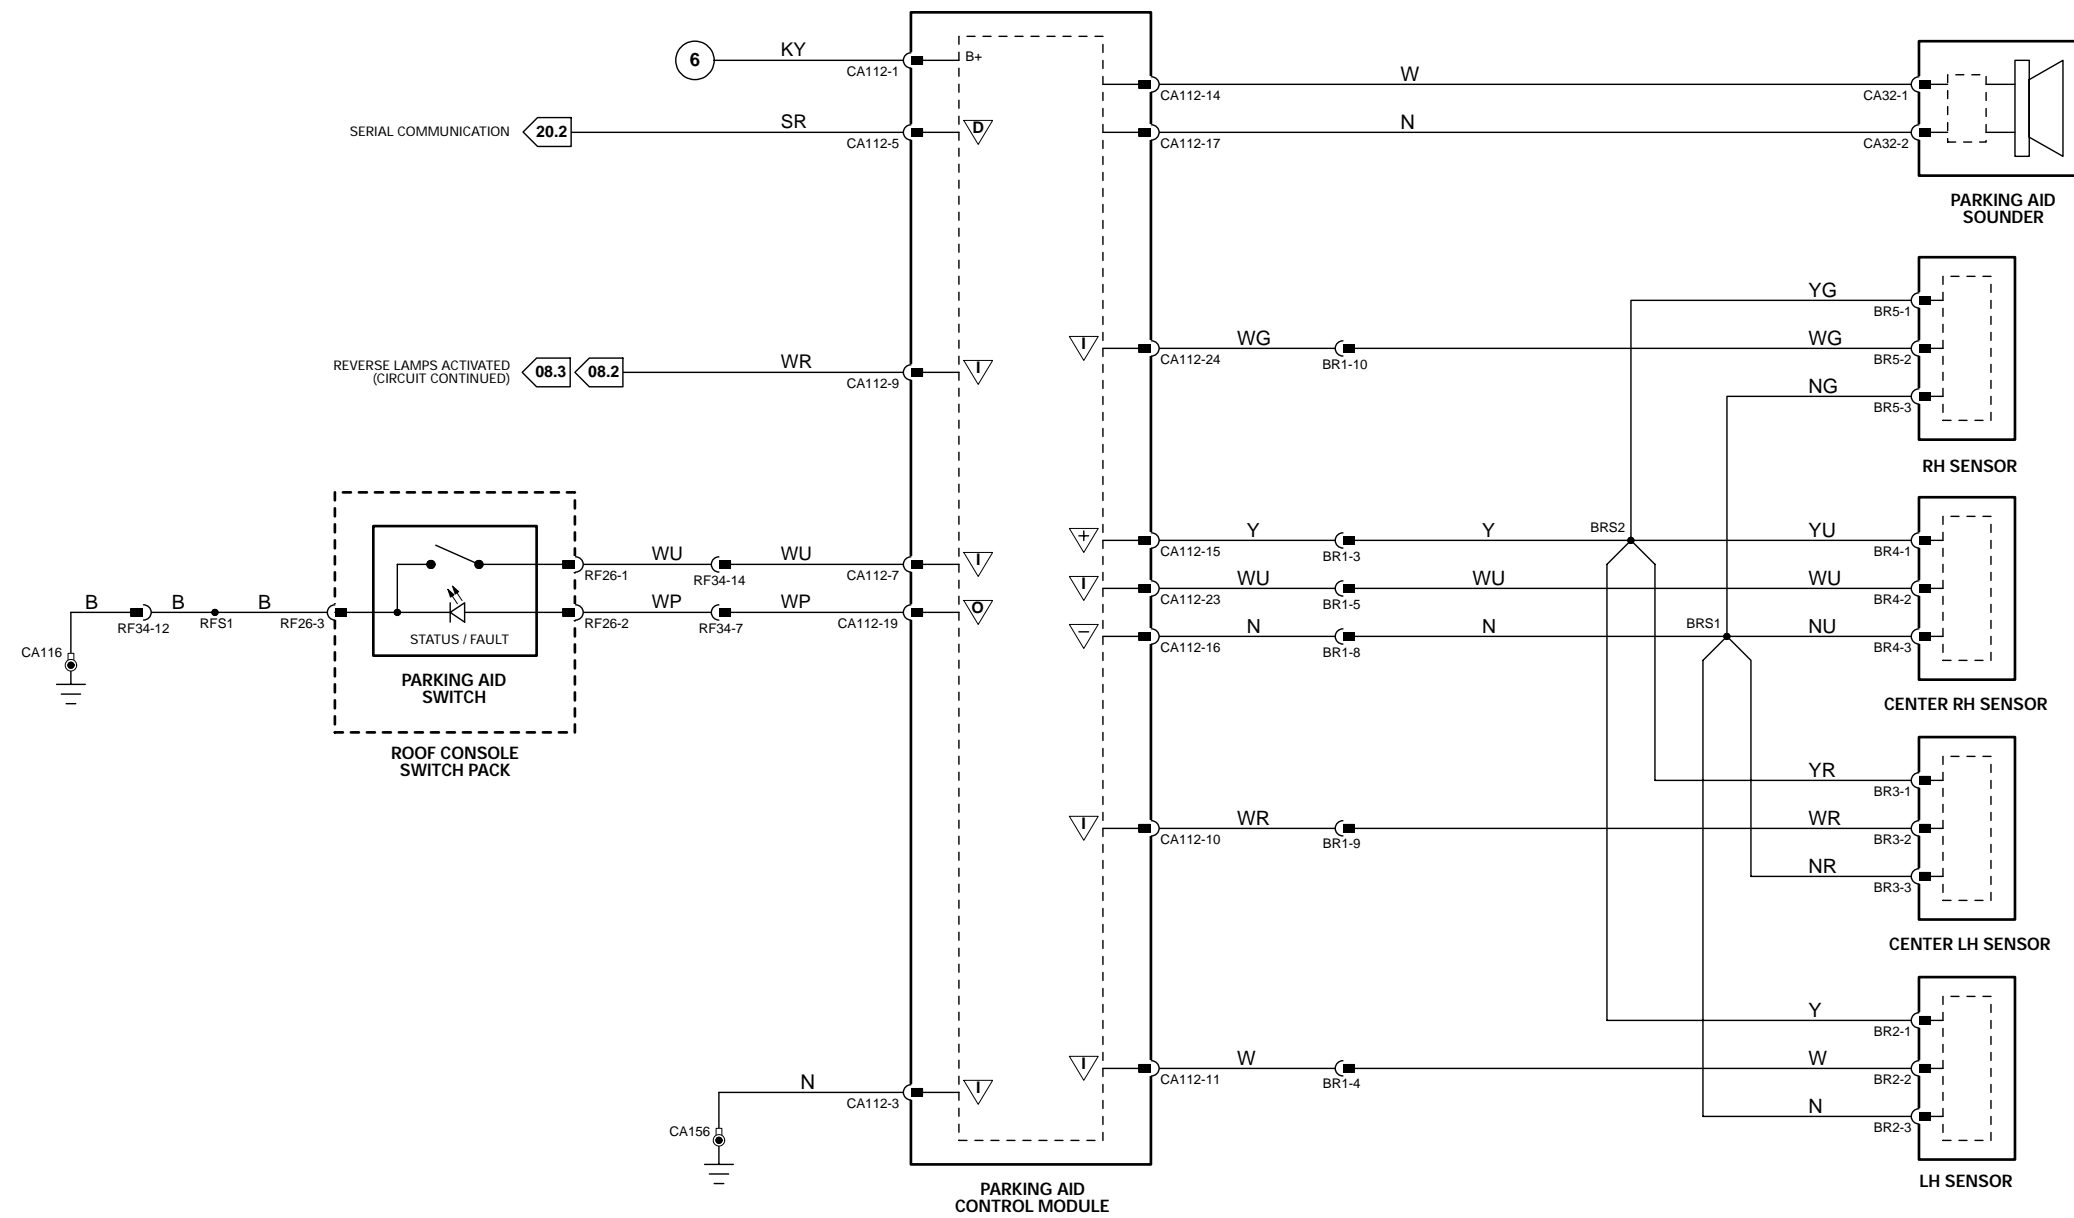 6
KY
CA112-1
B+
SERIAL COMMUNICATION
20.2
SR
CA112-5
D
REVERSE LAMPS ACTIVATED
(CIRCUIT CONTINUED)
08.3
08.2
WR
CA112-9
I
B
B
B
RF34-12
RFS1
RF26-3
CA116
STATUS / FAULT
PARKING AID
SWITCH
ROOF CONSOLE
SWITCH PACK
WU
WU
RF26-1
RF34-14
CA112-7
I
WP
WP
RF26-2
RF34-7
CA112-19
O
N
CA112-3
I
CA156
PARKING AID
CONTROL MODULE
CA112-14
W
CA32-1
CA112-17
N
CA32-2
PARKING AID
SOUNDER
YG
BR5-1
I
CA112-24
WG
BR1-10
WG
BR5-2
NG
BR5-3
RH SENSOR
+
CA112-15
Y
BR1-3
Y
BRS2
YU
BR4-1
I
CA112-23
WU
BR1-5
WU
WU
BR4-2
–
CA112-16
N
BR1-8
N
BRS1
NU
BR4-3
CENTER RH SENSOR
YR
BR3-1
I
CA112-10
WR
BR1-9
WR
BR3-2
NR
BR3-3
CENTER LH SENSOR
Y
BR2-1
I
CA112-11
W
BR1-4
W
BR2-2
N
BR2-3
LH SENSOR